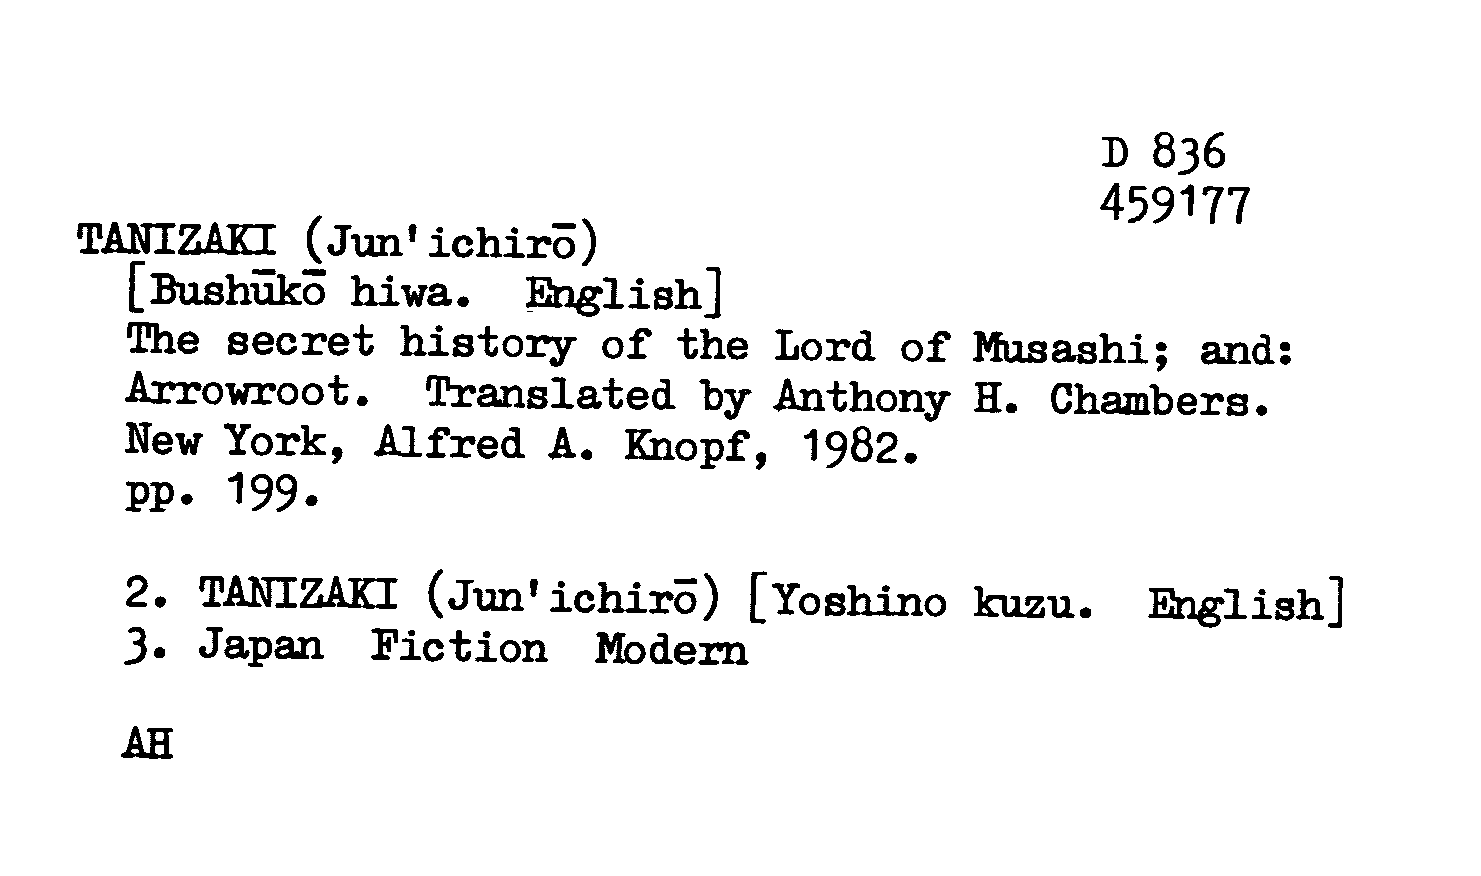 D 836
459177
TANIZAKI (Jun'ichirō)
[Bushūkō hiwa. English]
The secret history of the Lord of Musashi; and:
Arrowroot. Translated by Anthony H. Chambers.
New York, Alfred A. Knopf, 1982.
pp. 199.
2. TANIZAKI (Jun'ichirō) [Yoshino kuzu. English]
3. Japan Fiction Modern
AH